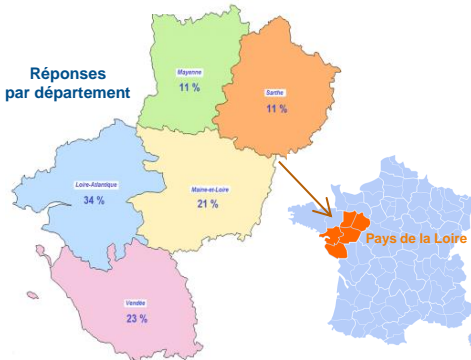 Réponses
par département
Mayenne
11 %
Sarthe
11 %
Loire-Atlantique
34 %
Maine-et-Loire
21 %
Pays de la Loire
Vendée
23 %